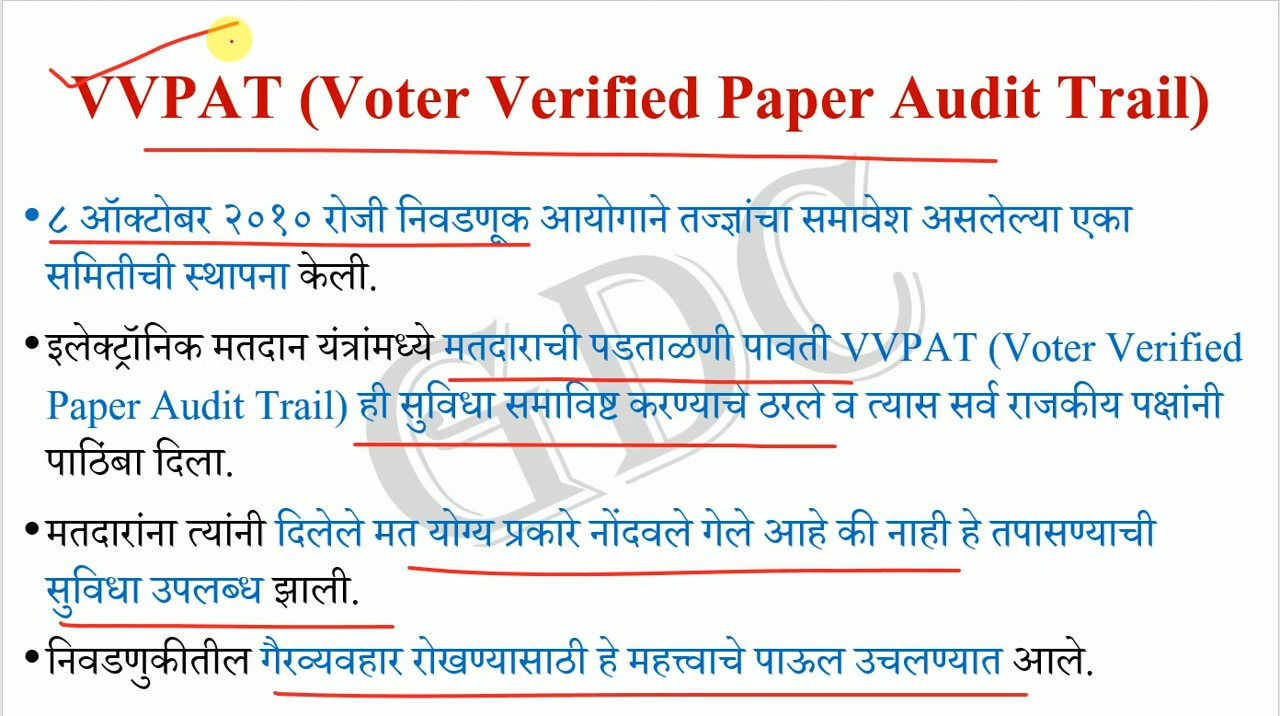 VVPAT (Voter Verified Paper Audit Trail)
• ८ ऑक्टोबर २०१० रोजी निवडणूक आयोगाने तज्ज्ञांचा समावेश असलेल्या एका
समितीची स्थापना केली.
• इलेक्ट्रॉनिक मतदान यंत्रांमध्ये मतदाराची पडताळणी पावती VVPAT (Voter Verified
Paper Audit Trail) ही सुविधा समाविष्ट करण्याचे ठरले व त्यास सर्व राजकीय पक्षांनी
पाठिंबा दिला.
• मतदारांना त्यांनी दिलेले मत योग्य प्रकारे नोंदवले गेले आहे की नाही हे तपासण्याची
सुविधा उपलब्ध झाली.
• निवडणुकीतील गैरव्यवहार रोखण्यासाठी हे महत्त्वाचे पाऊल उचलण्यात आले.
GDC